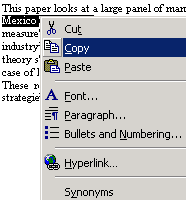 This paper looks at a large panel of
Mexico
measure
industry
theory s
case of
These r
strategie
Cut
Copy
Paste
Font...
Paragraph...
Bullets and Numbering...
Hyperlink...
Synonyms